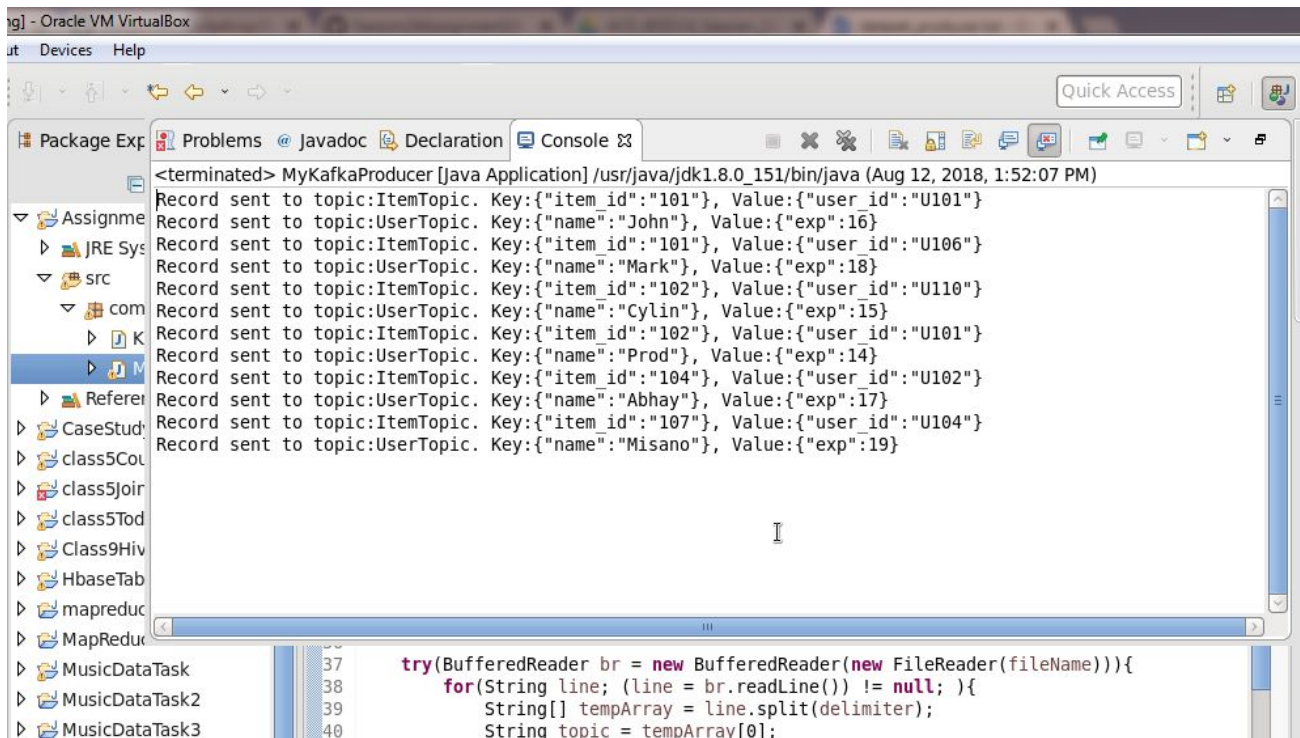 ng] - Oracle VM VirtualBox
ut Devices Help
Quick Access
Package Exp
Problems @ Javadoc Declaration Console
<terminated> MyKafkaProducer [Java Application] /usr/java/jdk1.8.0_151/bin/java (Aug 12, 2018, 1:52:07 PM)
Record sent to topic:ItemTopic. Key:{"item_id":"101"}, Value:{"user_id":"U101"}
Record sent to topic:UserTopic. Key:{"name":"John"}, Value:{"exp":16}
Record sent to topic:ItemTopic. Key:{"item_id":"101"}, Value:{"user_id":"U106"}
Record sent to topic:UserTopic. Key:{"name":"Mark"}, Value:{"exp":18}
Record sent to topic:ItemTopic. Key:{"item_id":"102"}, Value:{"user_id":"U110"}
Record sent to topic:UserTopic. Key:{"name":"Cylin"}, Value:{"exp":15}
Record sent to topic:ItemTopic. Key:{"item_id":"102"}, Value:{"user_id":"U101"}
Record sent to topic:UserTopic. Key:{"name":"Prod"}, Value:{"exp":14}
Record sent to topic:ItemTopic. Key:{"item_id":"104"}, Value:{"user_id":"U102"}
Record sent to topic:UserTopic. Key:{"name":"Abhay"}, Value:{"exp":17}
Record sent to topic:ItemTopic. Key:{"item_id":"107"}, Value:{"user_id":"U104"}
Record sent to topic:UserTopic. Key:{"name":"Misano"}, Value:{"exp":19}
Assignme
JRE Sys
src
com
K
M
Referen
CaseStudy
class5Cou
class5Join
class5Tod
Class9Hiv
HbaseTab
mapreduc
MapReduc
MusicDataTask
MusicDataTask2
MusicDataTask3
37 try(BufferedReader br = new BufferedReader(new FileReader(fileName))){
38 for(String line; (line = br.readLine()) != null; ){
39 String[] tempArray = line.split(delimiter);
40 String topic = tempArray[0];